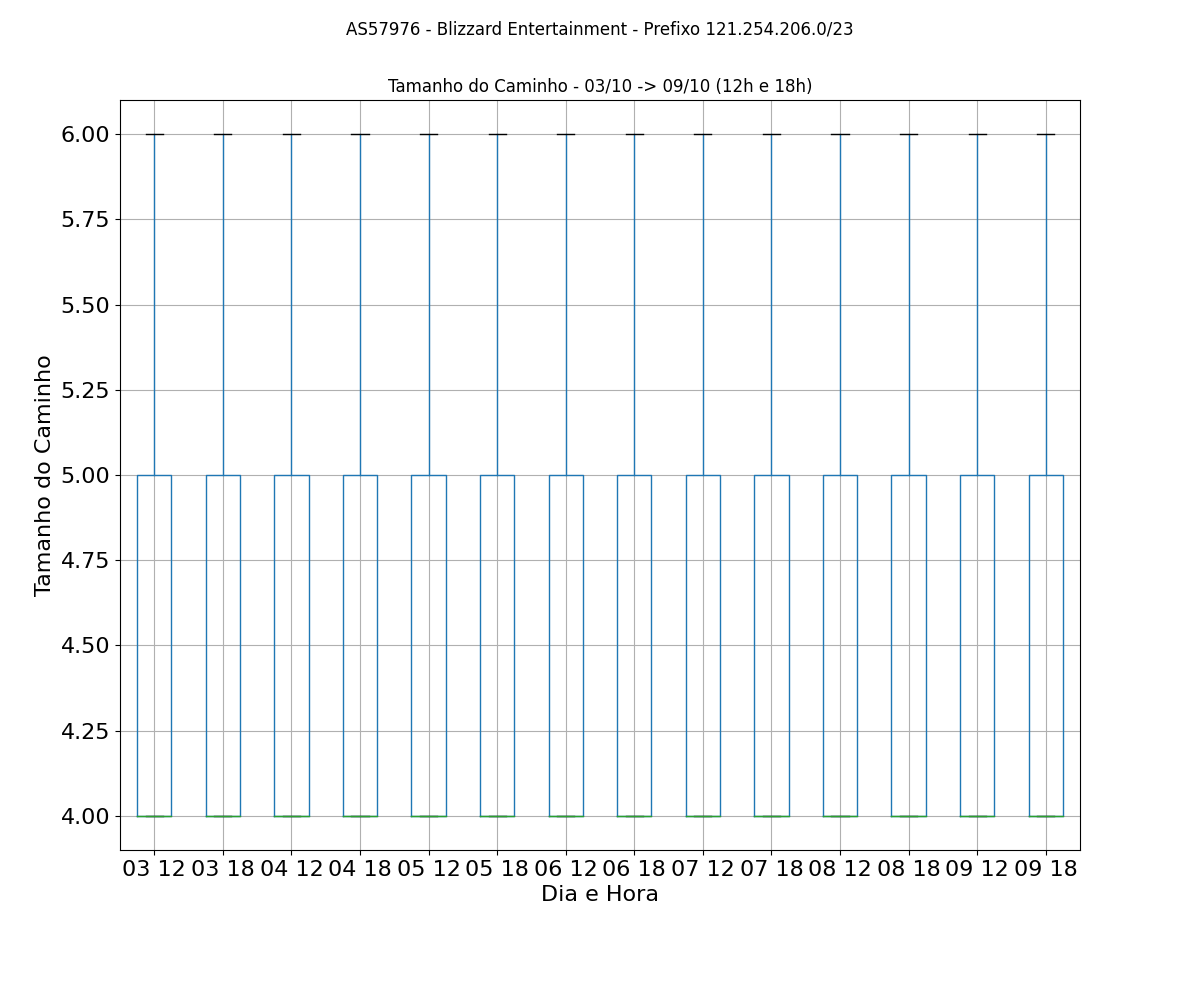 AS57976 - Blizzard Entertainment - Prefixo 121.254.206.0/23
Tamanho do Caminho - 03/10 -> 09/10 (12h e 18h)
6.00
5.75
5.50
5.25
5.00
4.75
4.50
4.25
4.00
Tamanho do Caminho
03 12 03 18 04 12 04 18 05 12 05 18 06 12 06 18 07 12 07 18 08 12 08 18 09 12 09 18
Dia e Hora